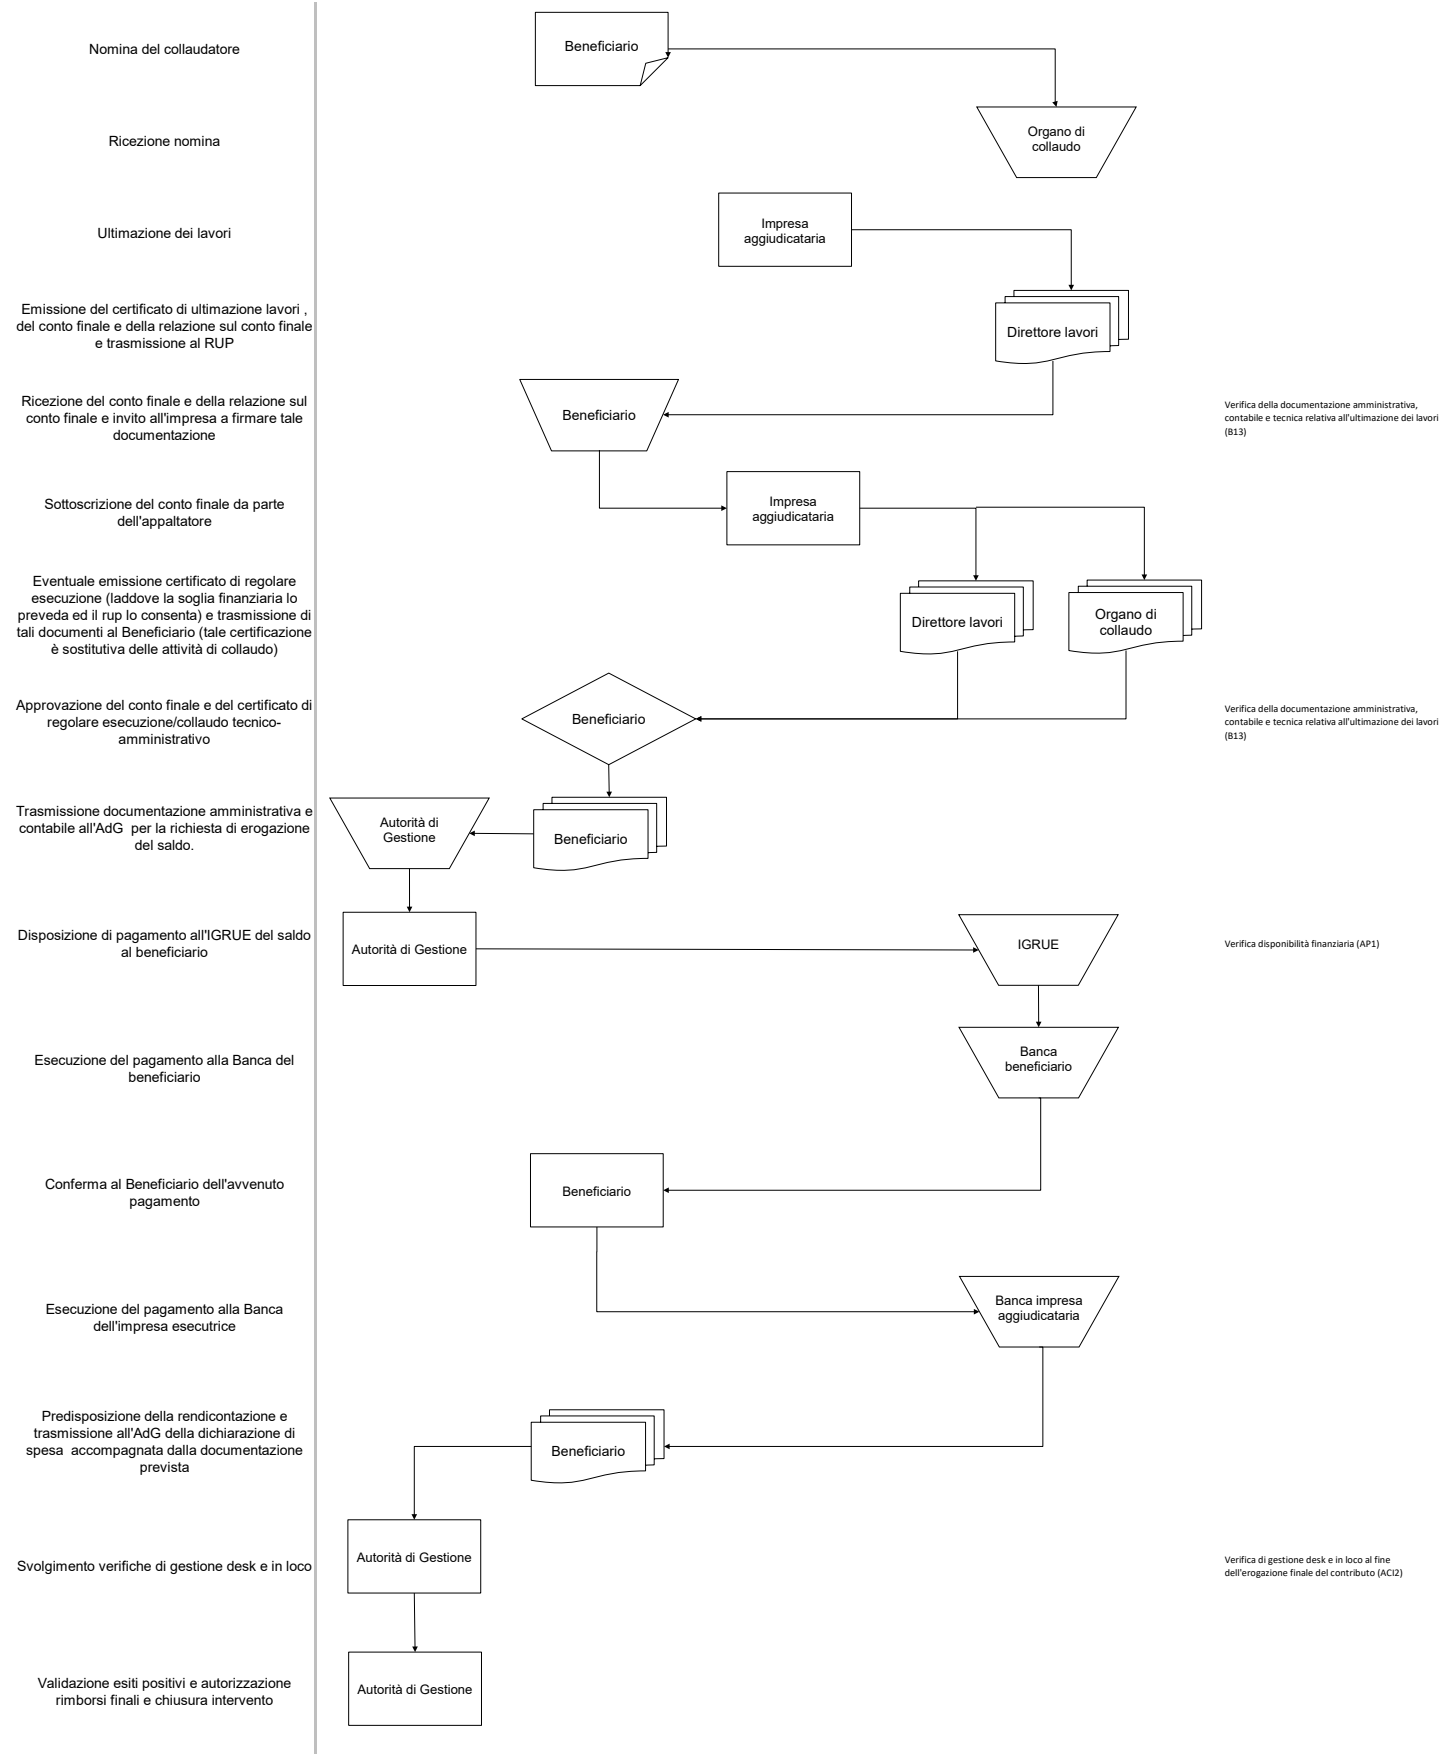 Nomina del collaudatore
Beneficiario
Ricezione nomina
Organo di
collaudo
Ultimazione dei lavori
Impresa
aggiudicataria
Emissione del certificato di ultimazione lavori ,
del conto finale e della relazione sul conto finale
e trasmissione al RUP
Direttore lavori
Ricezione del conto finale e della relazione sul
conto finale e invito all'impresa a firmare tale
documentazione
Beneficiario
Verifica della documentazione amministrativa,
contabile e tecnica relativa all'ultimazione dei lavori
(B13)
Sottoscrizione del conto finale da parte
dell'appaltatore
Impresa
aggiudicataria
Eventuale emissione certificato di regolare
esecuzione (laddove la soglia finanziaria lo
preveda ed il rup lo consenta) e trasmissione di
tali documenti al Beneficiario (tale certificazione
è sostitutiva delle attività di collaudo)
Direttore lavori
Organo di
collaudo
Approvazione del conto finale e del certificato di
regolare esecuzione/collaudo tecnico-
amministrativo
Beneficiario
Verifica della documentazione amministrativa,
contabile e tecnica relativa all'ultimazione dei lavori
(B13)
Trasmissione documentazione amministrativa e
contabile all'AdG  per la richiesta di erogazione
del saldo.
Autorità di
Gestione
Beneficiario
Disposizione di pagamento all'IGRUE del saldo
al beneficiario
Autorità di Gestione
IGRUE
Verifica disponibilità finanziaria (AP1)
Esecuzione del pagamento alla Banca del
beneficiario
Banca
beneficiario
Conferma al Beneficiario dell'avvenuto
pagamento
Beneficiario
Esecuzione del pagamento alla Banca
dell'impresa esecutrice
Banca impresa
aggiudicataria
Predisposizione della rendicontazione e
trasmissione all'AdG della dichiarazione di
spesa  accompagnata dalla documentazione
prevista
Beneficiario
Svolgimento verifiche di gestione desk e in loco
Autorità di Gestione
Verifica di gestione desk e in loco al fine
dell'erogazione finale del contributo (ACI2)
Validazione esiti positivi e autorizzazione
rimborsi finali e chiusura intervento
Autorità di Gestione